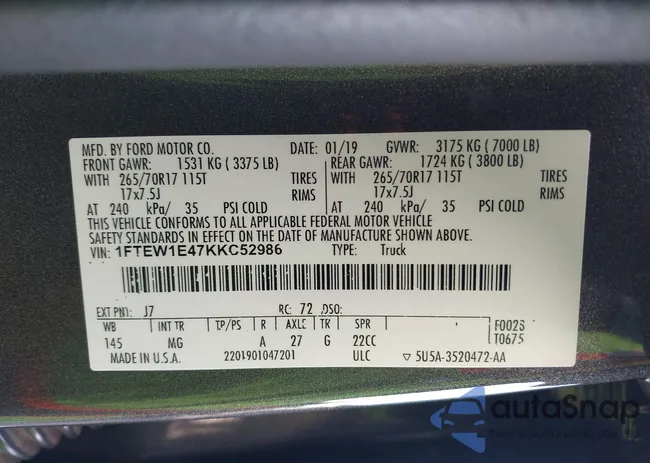 MFD. BY FORD MOTOR CO. DATE: 01/19 GVWR: 3175 KG ( 7000 LB)
FRONT GAWR: 1531 KG ( 3375 LB) REAR GAWR: 1724 KG ( 3800 LB)
WITH 265/70R17 115T TIRES WITH 265/70R17 115T TIRES
17x7.5J RIMS 17x7.5J RIMS
AT 240 kPa/ 35 PSI COLD AT 240 kPa/ 35 PSI COLD
THIS VEHICLE CONFORMS TO ALL APPLICABLE FEDERAL MOTOR VEHICLE
SAFETY STANDARDS IN EFFECT ON THE DATE OF MANUFACTURE SHOWN ABOVE.
VIN: 1FTEW1E47KKC52986 TYPE: Truck
EXT PNT: J7 RC: 72 DSO:
WB INT TR TP/PS R AXLE TR SPR F0028
145 MG A 27 G 22CC T0675
MADE IN U.S.A. 2201901047201 ULC ▽ 5U5A-3520472-AA
autoSnap